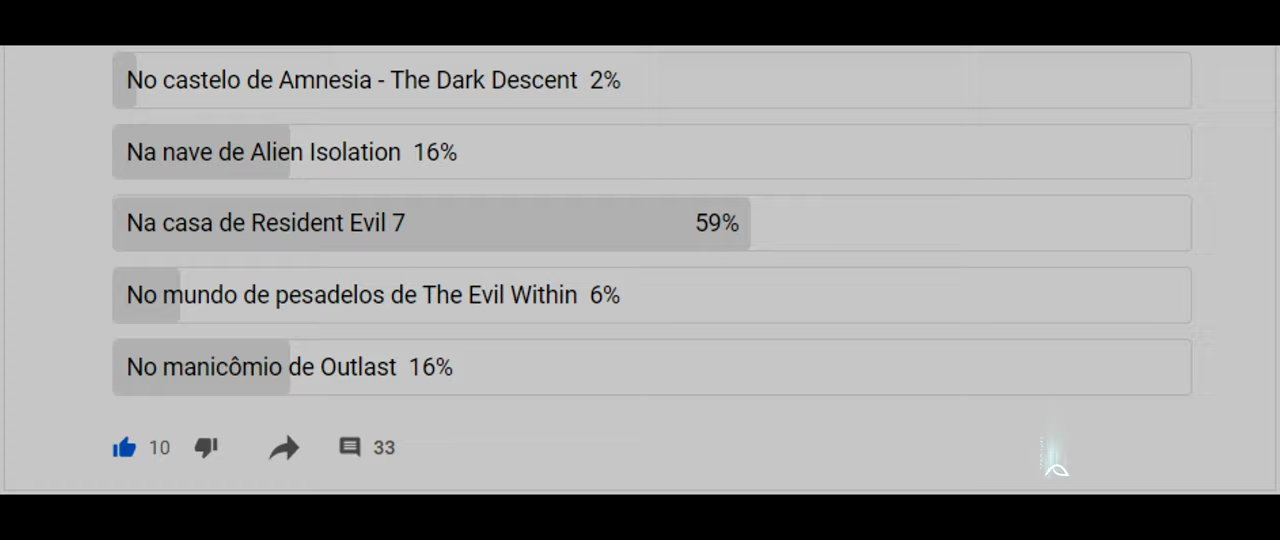 No castelo de Amnesia - The Dark Descent 2%
Na nave de Alien Isolation 16%
Na casa de Resident Evil 7 59%
No mundo de pesadelos de The Evil Within 6%
No manicômio de Outlast 16%
10 33